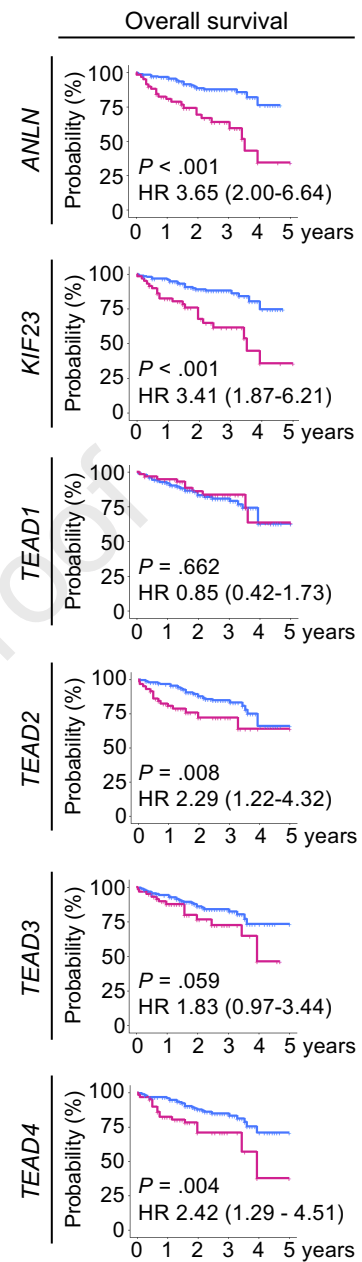 Overall survival
ANLN
Probability (%)
100
75
50
25
0
P < .001
HR 3.65 (2.00-6.64)
0 1 2 3 4 5 years
KIF23
Probability (%)
100
75
50
25
0
P < .001
HR 3.41 (1.87-6.21)
0 1 2 3 4 5 years
TEAD1
Probability (%)
100
75
50
25
0
P = .662
HR 0.85 (0.42-1.73)
0 1 2 3 4 5 years
TEAD2
Probability (%)
100
75
50
25
0
P = .008
HR 2.29 (1.22-4.32)
0 1 2 3 4 5 years
TEAD3
Probability (%)
100
75
50
25
0
P = .059
HR 1.83 (0.97-3.44)
0 1 2 3 4 5 years
TEAD4
Probability (%)
100
75
50
25
0
P = .004
HR 2.42 (1.29 - 4.51)
0 1 2 3 4 5 years
roof